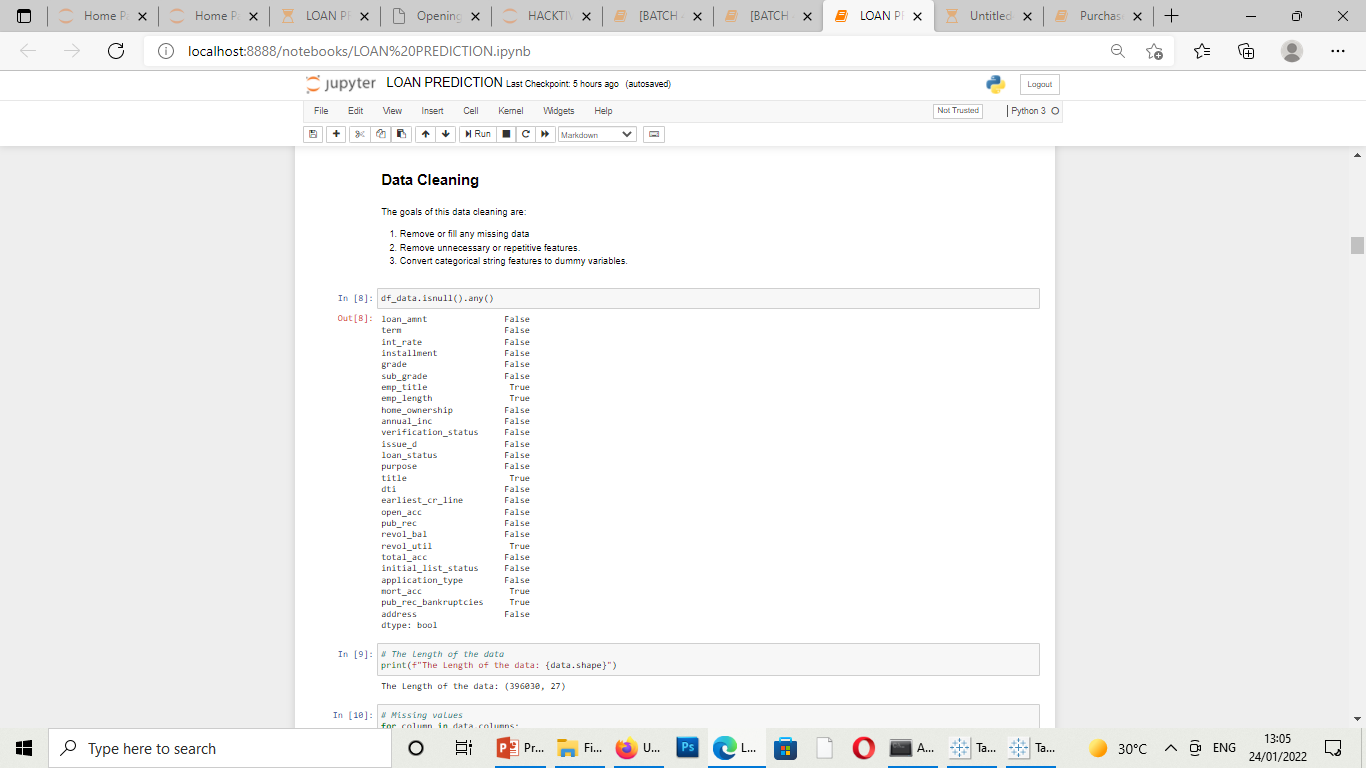 Home P
Home P
LOAN P
Opening
HACKTI
[BATCH
[BATCH
LOAN P
Untitled
Purchas
localhost:8888/notebooks/LOAN%20PREDICTION.ipynb
jupyter LOAN PREDICTION Last Checkpoint: 5 hours ago (autosaved)
Logout
File Edit View Insert Cell Kernel Widgets Help
Not Trusted
Python 3
Run
Markdown
Data Cleaning
The goals of this data cleaning are:
1. Remove or fill any missing data
2. Remove unnecessary or repetitive features.
3. Convert categorical string features to dummy variables.
In [8]: df_data.isnull().any()
Out[8]: loan_amnt False
term False
int_rate False
installment False
grade False
sub_grade False
emp_title True
emp_length True
home_ownership False
annual_inc False
verification_status False
issue_d False
loan_status False
purpose False
title True
dti False
earliest_cr_line False
open_acc False
pub_rec False
revol_bal False
revol_util True
total_acc False
initial_list_status False
application_type False
mort_acc True
pub_rec_bankruptcies True
address False
dtype: bool
In [9]: # The length of the data
print(f"The Length of the data: {data.shape}")
The Length of the data: (396030, 27)
In [10]: # Missing values
for column in data.columns:
Type here to search
Pr...
Fi...
U...
Ps
L...
A...
Ta...
Ta...
30°C
ENG
13:05
24/01/2022